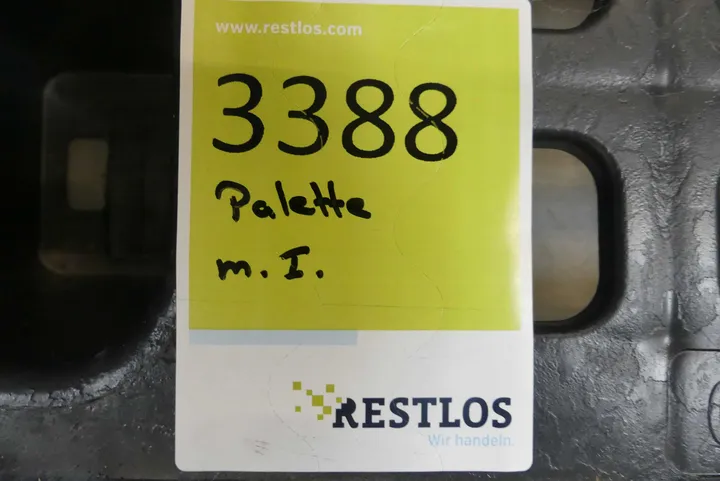 www.restlos.com
3388
Palette
m. I.
RESTLOS
Wir handeln.